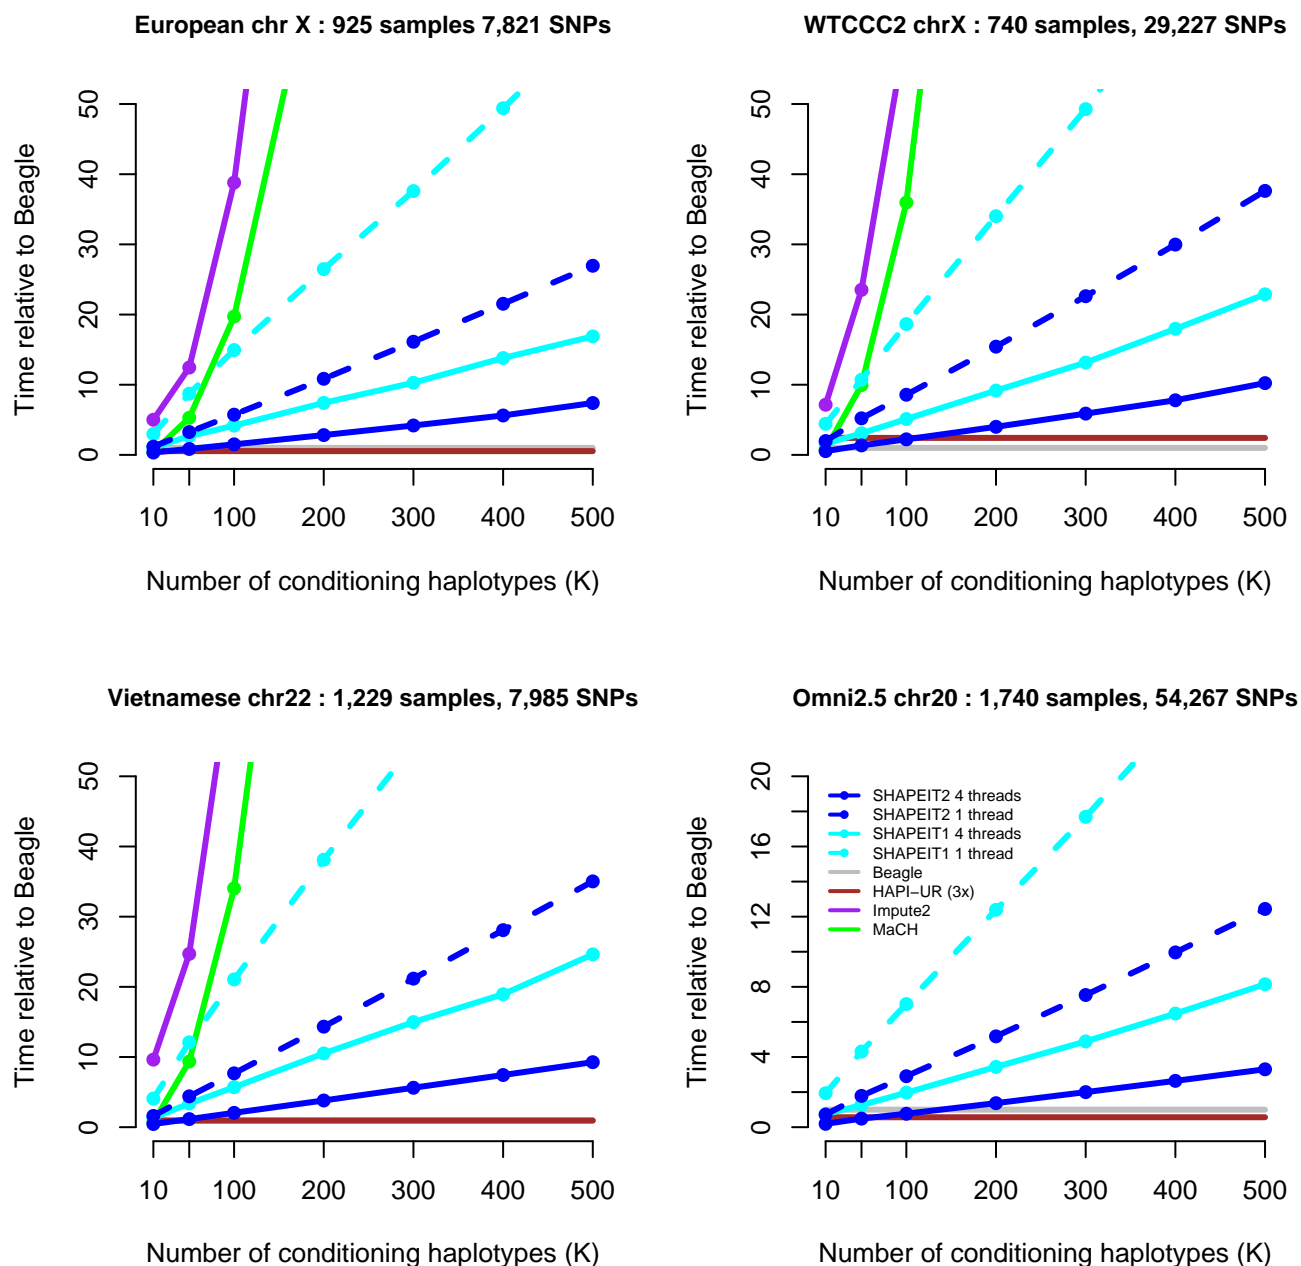 European chr X : 925 samples 7,821 SNPs
Time relative to Beagle
50
40
30
20
10
0
10 100 200 300 400 500
Number of conditioning haplotypes (K)
WTCCC2 chrX : 740 samples, 29,227 SNPs
Time relative to Beagle
50
40
30
20
10
0
10 100 200 300 400 500
Number of conditioning haplotypes (K)
Vietnamese chr22 : 1,229 samples, 7,985 SNPs
Time relative to Beagle
50
40
30
20
10
0
10 100 200 300 400 500
Number of conditioning haplotypes (K)
Omni2.5 chr20 : 1,740 samples, 54,267 SNPs
Time relative to Beagle
20
16
12
8
4
0
SHAPEIT2 4 threads
SHAPEIT2 1 thread
SHAPEIT1 4 threads
SHAPEIT1 1 thread
Beagle
HAPI−UR (3x)
Impute2
MaCH
10 100 200 300 400 500
Number of conditioning haplotypes (K)